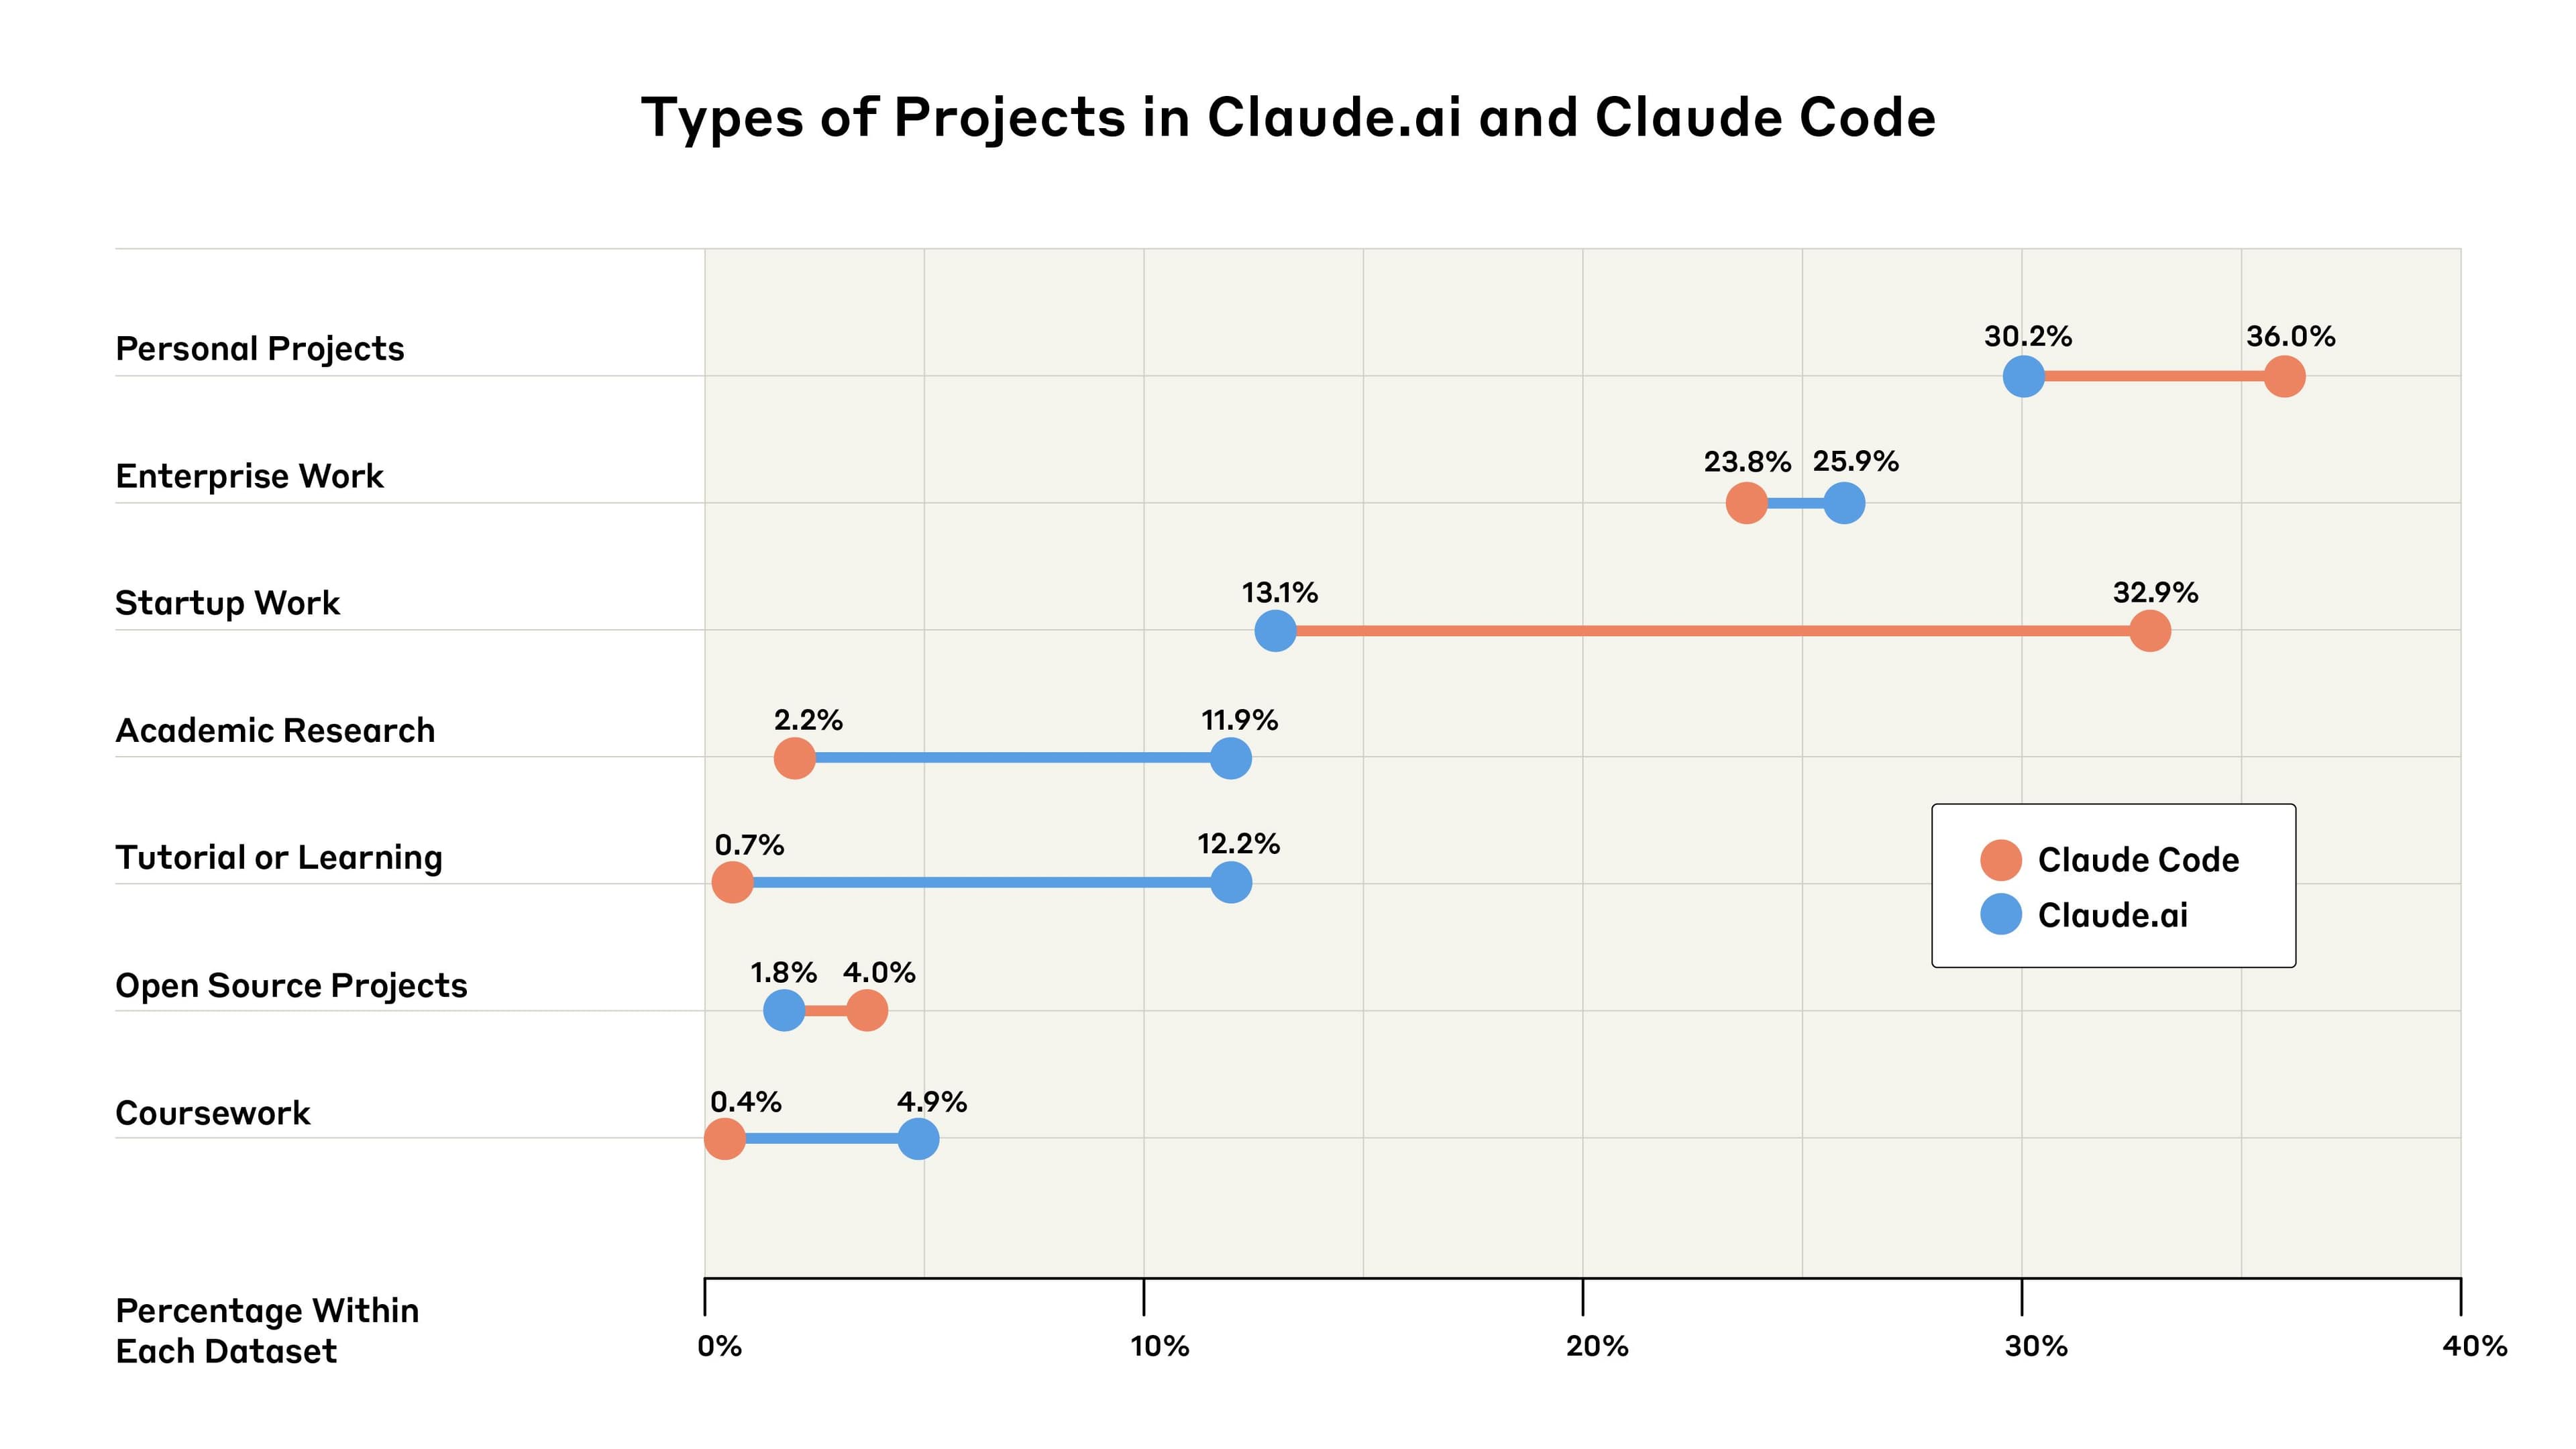 Types of Projects in Claude.ai and Claude Code
Personal Projects
30.2%
36.0%
Enterprise Work
23.8%
25.9%
Startup Work
13.1%
32.9%
Academic Research
2.2%
11.9%
Tutorial or Learning
0.7%
12.2%
Claude Code
Claude.ai
Open Source Projects
1.8%
4.0%
Coursework
0.4%
4.9%
Percentage Within
Each Dataset
0%
10%
20%
30%
40%